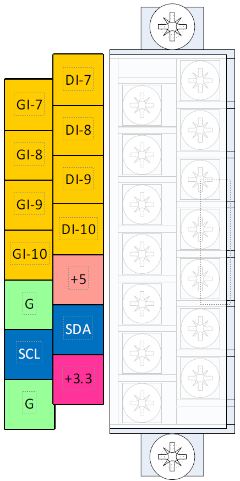 DI-7
GI-7
DI-8
GI-8
DI-9
GI-9
DI-10
GI-10
+5
G
SDA
SCL
+3.3
G